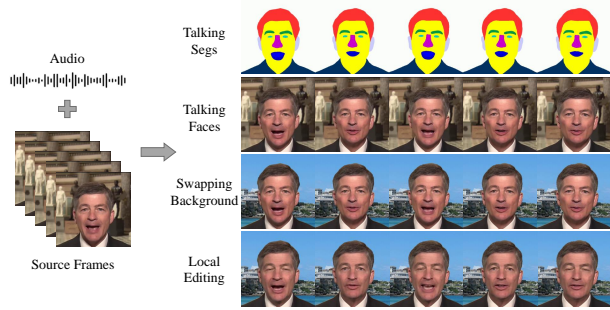 Audio
Source Frames
Talking
Segs
Talking
Faces
Swapping
Background
Local
Editing